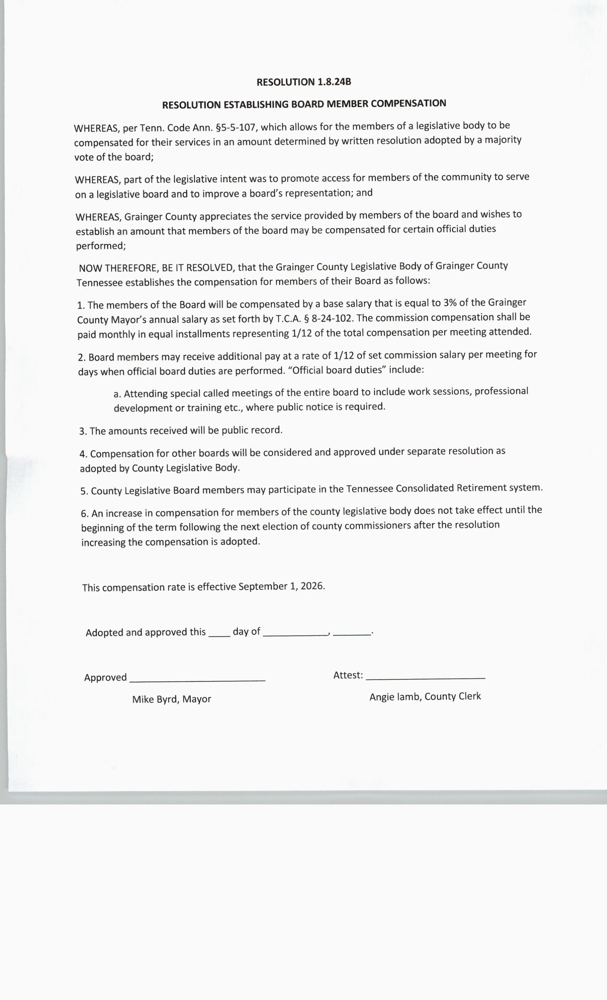 RESOLUTION 1.8.24B
RESOLUTION ESTABLISHING BOARD MEMBER COMPENSATION
WHEREAS, per Tenn. Code Ann. §5-5-107, which allows for the members of a legislative body to be
compensated for their services in an amount determined by written resolution adopted by a majority
vote of the board;
WHEREAS, part of the legislative intent was to promote access for members of the community to serve
on a legislative board and to improve a board’s representation; and
WHEREAS, Grainger County appreciates the service provided by members of the board and wishes to
establish an amount that members of the board may be compensated for certain official duties
performed;
NOW THEREFORE, BE IT RESOLVED, that the Grainger County Legislative Body of Grainger County
Tennessee establishes the compensation for members of their Board as follows:
1. The members of the Board will be compensated by a base salary that is equal to 3% of the Grainger
County Mayor’s annual salary as set forth by T.C.A. § 8-24-102. The commission compensation shall be
paid monthly in equal installments representing 1/12 of the total compensation per meeting attended.
2. Board members may receive additional pay at a rate of 1/12 of set commission salary per meeting for
days when official board duties are performed. “Official board duties” include:
a. Attending special called meetings of the entire board to include work sessions, professional
development or training etc., where public notice is required.
3. The amounts received will be public record.
4. Compensation for other boards will be considered and approved under separate resolution as
adopted by County Legislative Body.
5. County Legislative Board members may participate in the Tennessee Consolidated Retirement system.
6. An increase in compensation for members of the county legislative body does not take effect until the
beginning of the term following the next election of county commissioners after the resolution
increasing the compensation is adopted.
This compensation rate is effective September 1, 2026.
Adopted and approved this ____ day of ____________, _______.
Approved _________________________ Attest: ______________________
Mike Byrd, Mayor Angie lamb, County Clerk